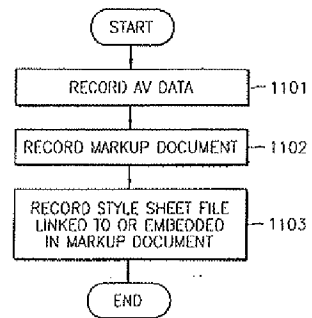 START
RECORD AV DATA
1101
RECORD MARKUP DOCUMENT
1102
RECORD STYLE SHEET FILE
LINKED TO OR EMBEDDED
IN MARKUP DOCUMENT
1103
END